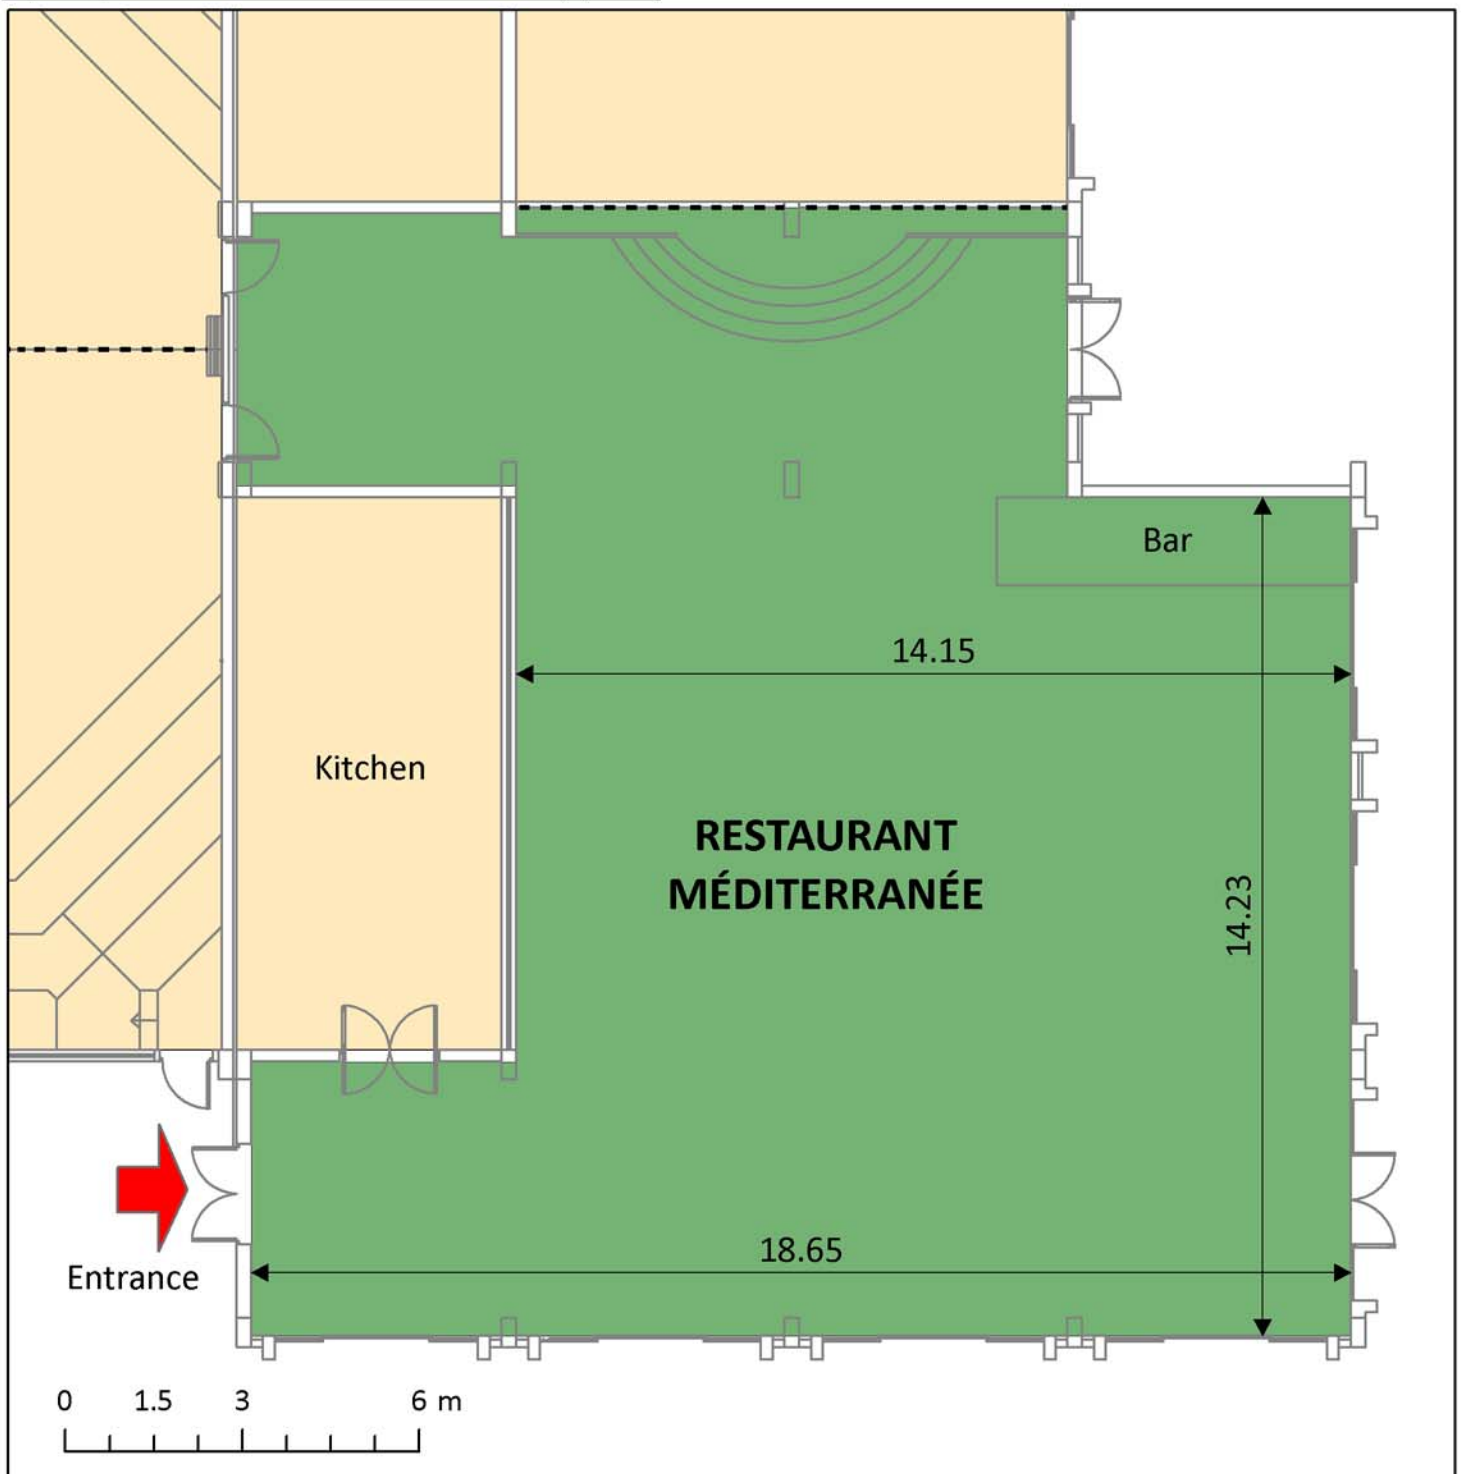 Bar
14.15
Kitchen
RESTAURANT
MÉDITERRANÉE
14.23
18.65
Entrance
0 1.5 3 6 m